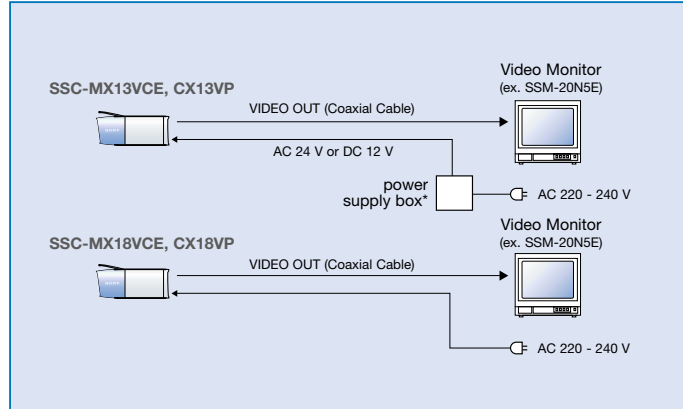 Video Monitor
(ex. SSM-20N5E)
SSC-MX13VCE, CX13VP
VIDEO OUT (Coaxial Cable)
AC 24 V or DC 12 V
power
supply box*
AC 220 - 240 V
Video Monitor
(ex. SSM-20N5E)
SSC-MX18VCE, CX18VP
VIDEO OUT (Coaxial Cable)
AC 220 - 240 V